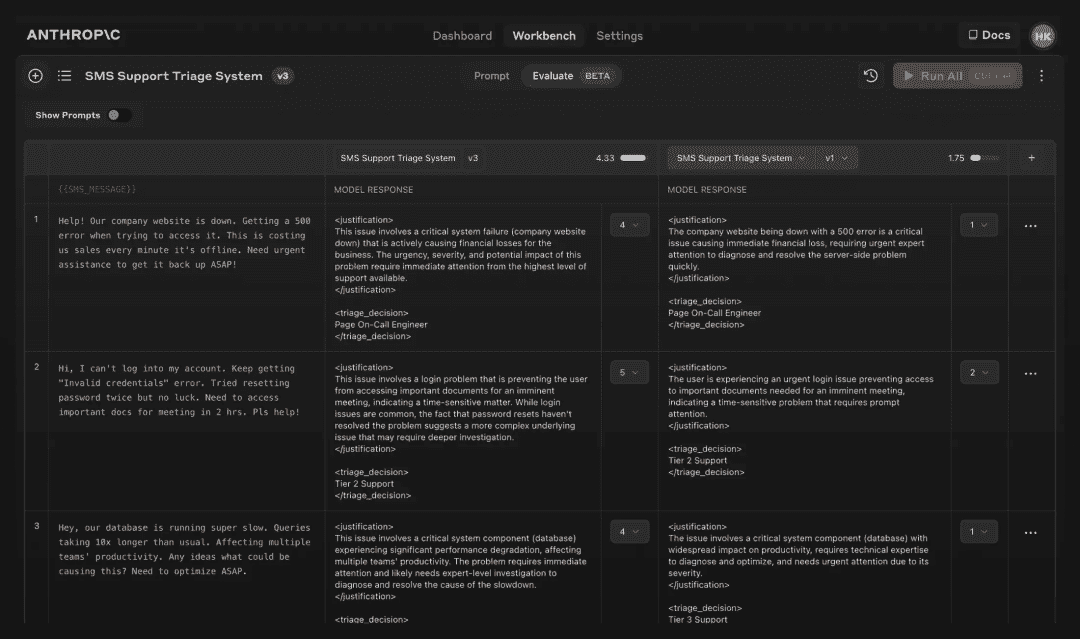 ANTHROP\C
Dashboard
Workbench
Settings
Docs
HK
SMS Support Triage System
v3
Prompt
Evaluate
BETA
Run All
Show Prompts
SMS Support Triage System
v3
4.33
SMS Support Triage System
v1
1.75
+
{{SMS_MESSAGE}}
MODEL RESPONSE
MODEL RESPONSE
1
Help! Our company website is down. Getting a 500
error when trying to access it. This is costing
us sales every minute it's offline. Need urgent
assistance to get it back up ASAP!
<justification>
This issue involves a critical system failure (company website
down) that is actively causing financial losses for the
business. The urgency, severity, and potential impact of this
problem require immediate attention from the highest level of
support available.
</justification>
<triage_decision>
Page On-Call Engineer
</triage_decision>
4
<justification>
The company website being down with a 500 error is a critical
issue causing immediate financial loss, requiring urgent expert
attention to diagnose and resolve the server-side problem
quickly.
</justification>
<triage_decision>
Page On-Call Engineer
</triage_decision>
1
2
Hi, I can't log into my account. Keep getting
"Invalid credentials" error. Tried resetting
password twice but no luck. Need to access
important docs for meeting in 2 hrs. Pls help!
<justification>
This issue involves a login problem that is preventing the user
from accessing important documents for an imminent
meeting, indicating a time-sensitive matter. While login
issues are common, the fact that password resets haven't
resolved the problem suggests a more complex underlying
issue that may require deeper investigation.
</justification>
<triage_decision>
Tier 2 Support
</triage_decision>
5
<justification>
The user is experiencing an urgent login issue preventing access
to important documents needed for an imminent meeting,
indicating a time-sensitive problem that requires prompt
attention.
</justification>
<triage_decision>
Tier 2 Support
</triage_decision>
2
3
Hey, our database is running super slow. Queries
taking 10x longer than usual. Affecting multiple
teams' productivity. Any ideas what could be
causing this? Need to optimize ASAP.
<justification>
This issue involves a critical system component (database)
experiencing significant performance degradation, affecting
multiple teams' productivity. The problem requires immediate
attention and likely needs expert-level investigation to
diagnose and resolve the cause of the slowdown.
</justification>
<triage_decision>
4
<justification>
The issue involves a critical system component (database) with
widespread impact on productivity, requires technical expertise
to diagnose and optimize, and needs urgent attention due to its
severity.
</justification>
<triage_decision>
Tier 3 Support
1